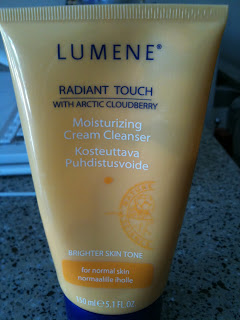 LUMENE®
RADIANT TOUCH
WITH ARCTIC CLOUDBERRY
Moisturizing
Cream Cleanser
Kosteuttava
Puhdistusvoide
BRIGHTER SKIN TONE
for normal skin
normaalille iholle
150 ml e 5.1 FL. OZ